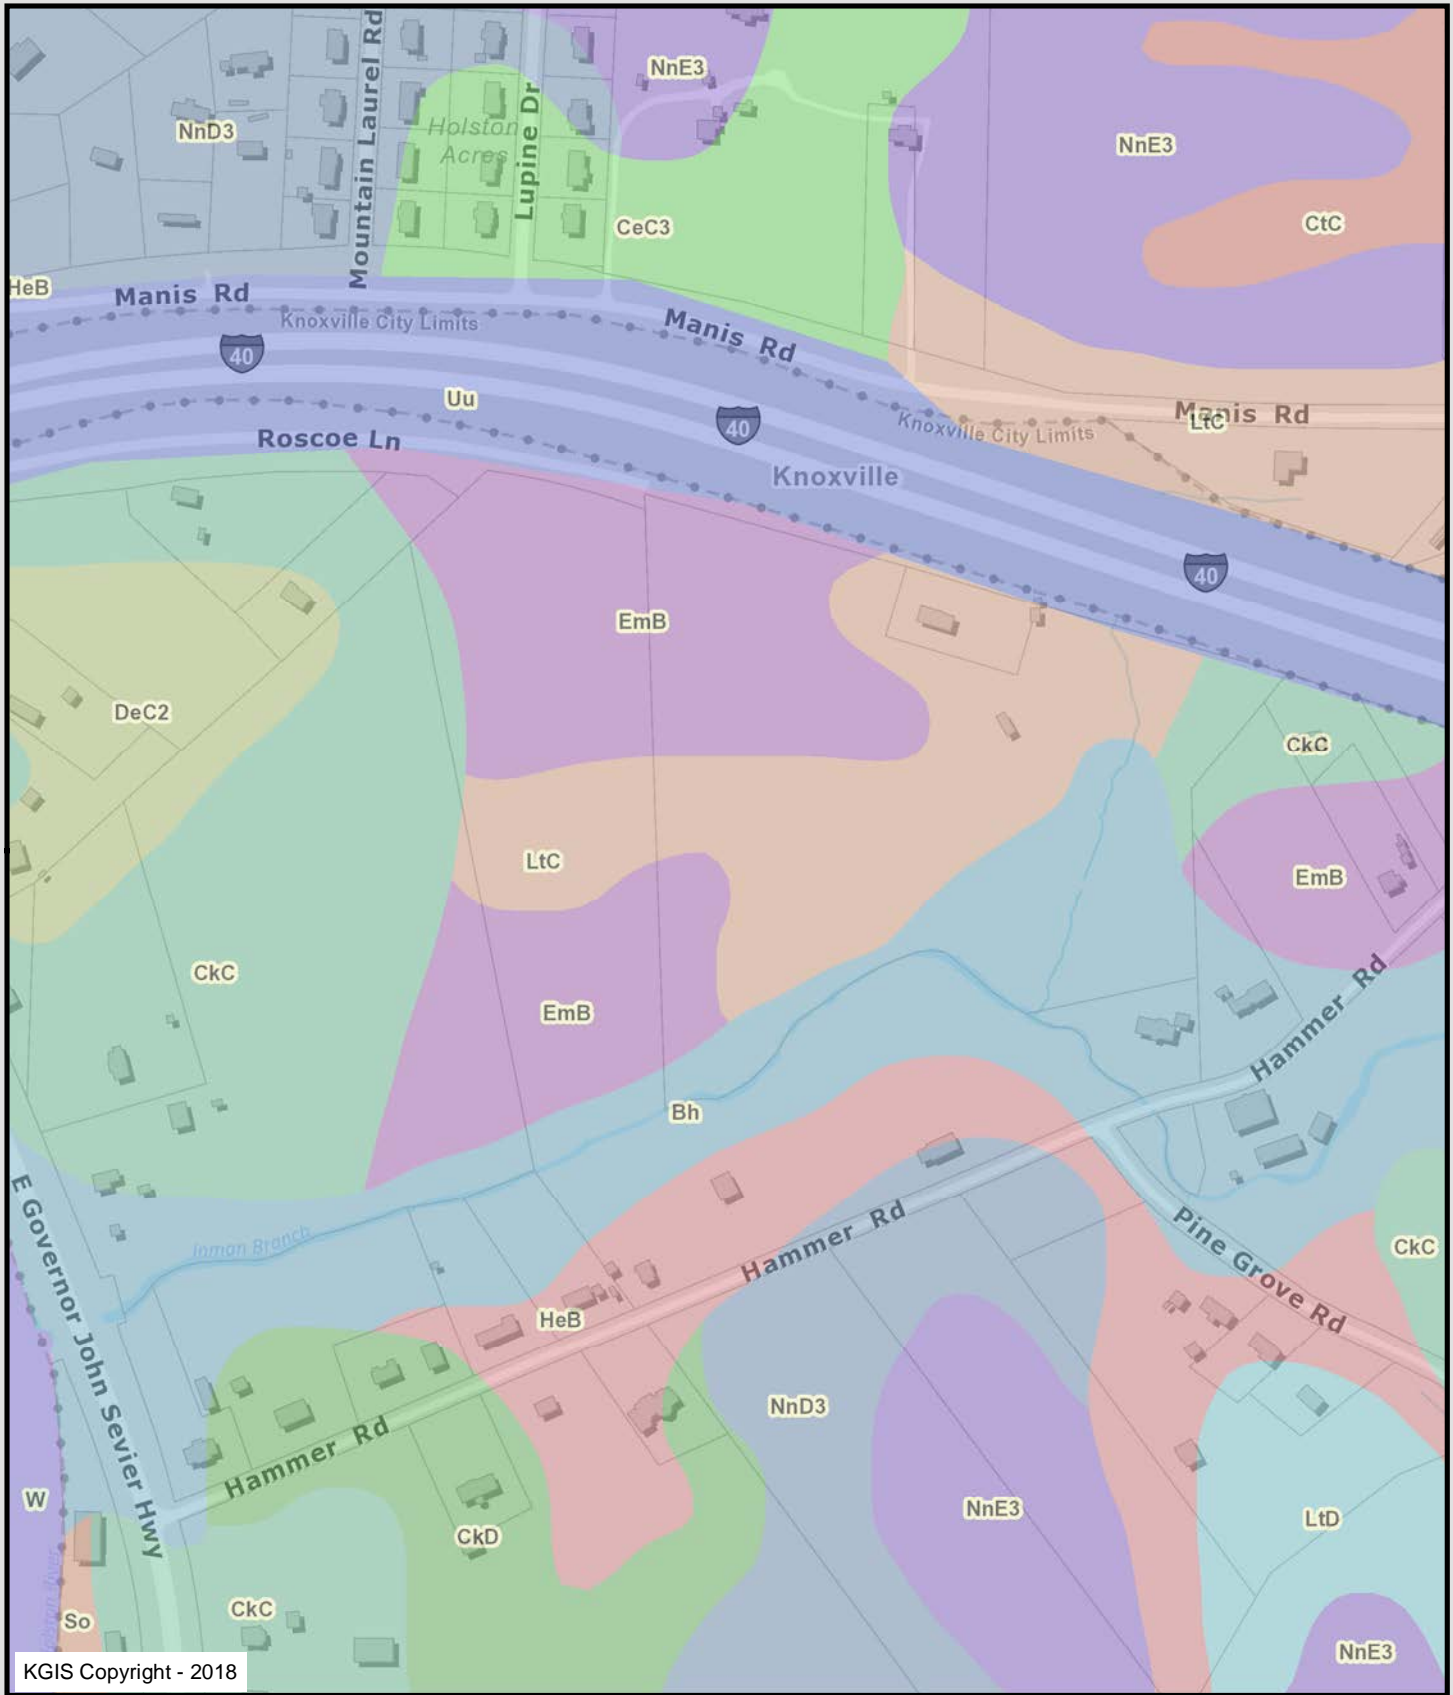 NnE3
Mountain Laurel Rd
Lupine Dr
Holston
Acres
NnD3
NnE3
CtC
CeC3
HeB
Manis Rd
Knoxville City Limits
Manis Rd
40
Uu
Manis Rd
LtC
Knoxville City Limits
40
Roscoe Ln
Knoxville
40
EmB
DeC2
CkC
LtC
EmB
CkC
EmB
Hammer Rd
Bh
E Governor John Sevier Hwy
Inman Branch
Hammer Rd
Pine Grove Rd
CkC
HeB
NnD3
Hammer Rd
W
NnE3
LtD
CkD
Holston River
So
CkC
NnE3
KGIS Copyright - 2018